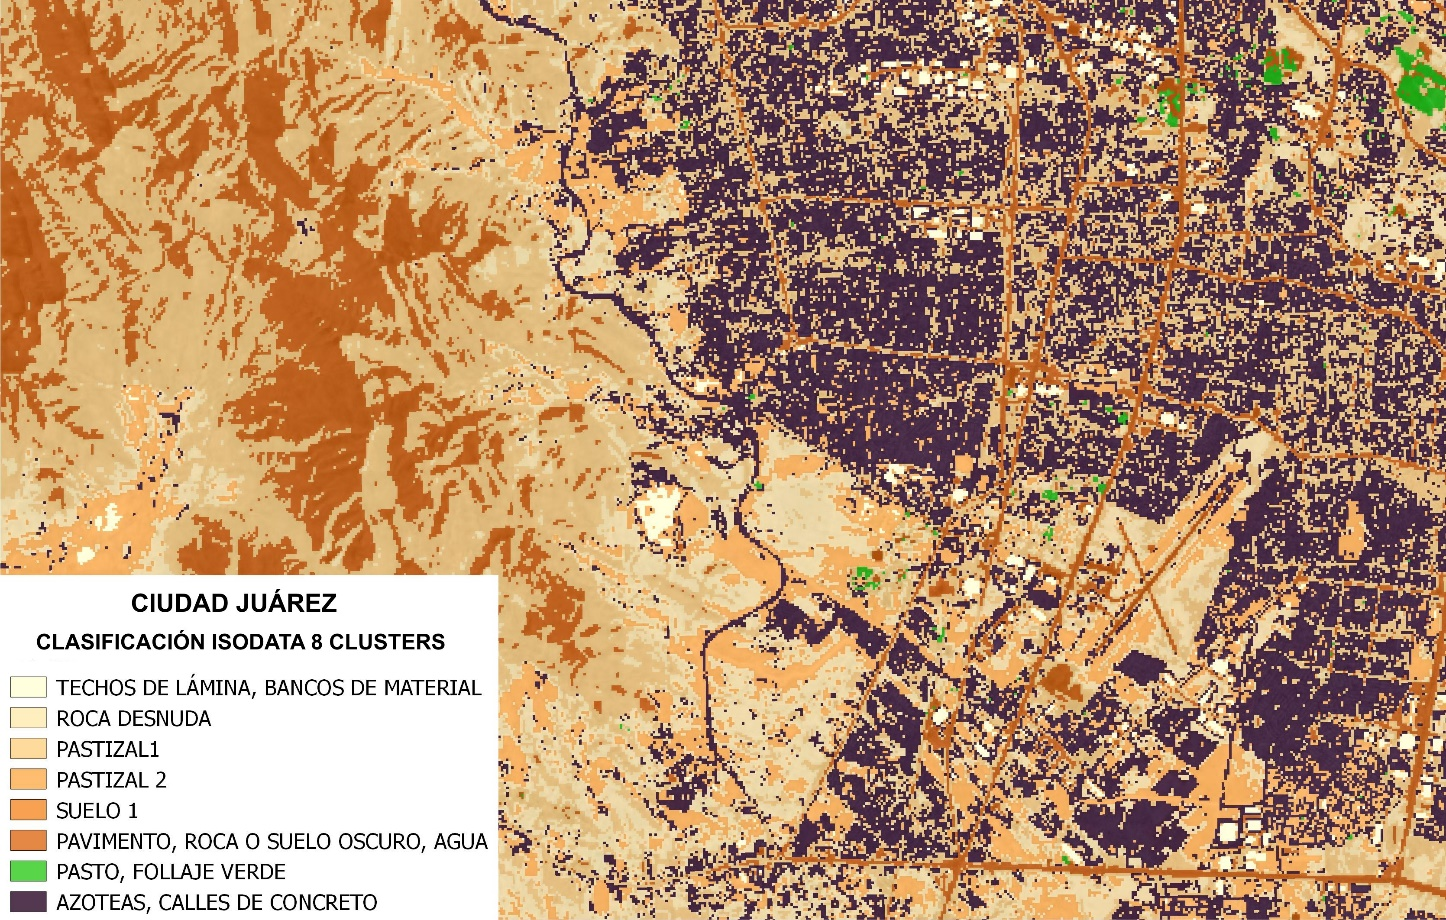 CIUDAD JUÁREZ
CLASIFICACIÓN ISODATA 8 CLUSTERS
TECHOS DE LÁMINA, BANCOS DE MATERIAL
ROCA DESNUDA
PASTIZAL1
PASTIZAL 2
SUELO 1
PAVIMENTO, ROCA O SUELO OSCURO, AGUA
PASTO, FOLLAJE VERDE
AZOTEAS, CALLES DE CONCRETO